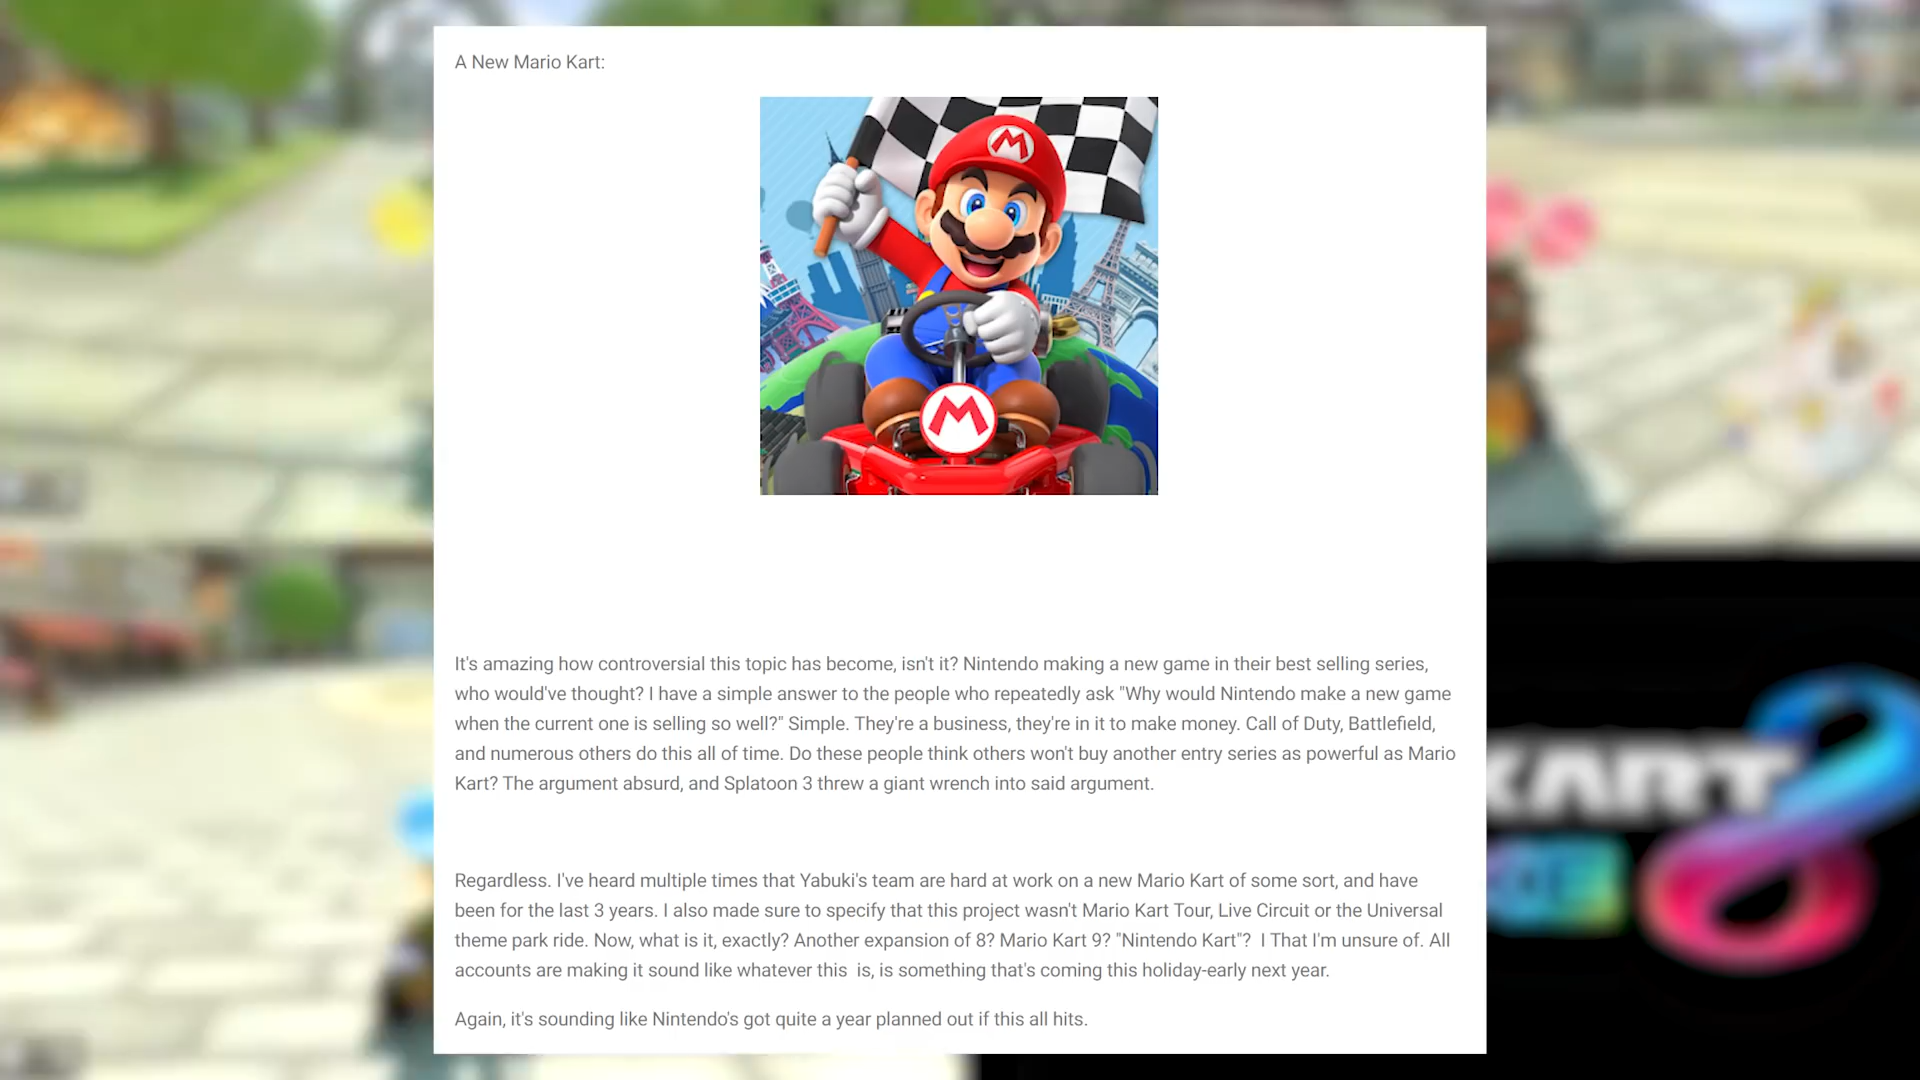 A New Mario Kart:
M
M
It's amazing how controversial this topic has become, isn't it? Nintendo making a new game in their best selling series,
who would've thought? I have a simple answer to the people who repeatedly ask "Why would Nintendo make a new game
when the current one is selling so well?" Simple. They're a business, they're in it to make money. Call of Duty, Battlefield,
and numerous others do this all of time. Do these people think others won't buy another entry series as powerful as Mario
Kart? The argument absurd, and Splatoon 3 threw a giant wrench into said argument.
Regardless. I've heard multiple times that Yabuki's team are hard at work on a new Mario Kart of some sort, and have
been for the last 3 years. I also made sure to specify that this project wasn't Mario Kart Tour, Live Circuit or the Universal
theme park ride. Now, what is it, exactly? Another expansion of 8? Mario Kart 9? "Nintendo Kart"?  I That I'm unsure of. All
accounts are making it sound like whatever this  is, is something that's coming this holiday-early next year.
Again, it's sounding like Nintendo's got quite a year planned out if this all hits.
KART 8